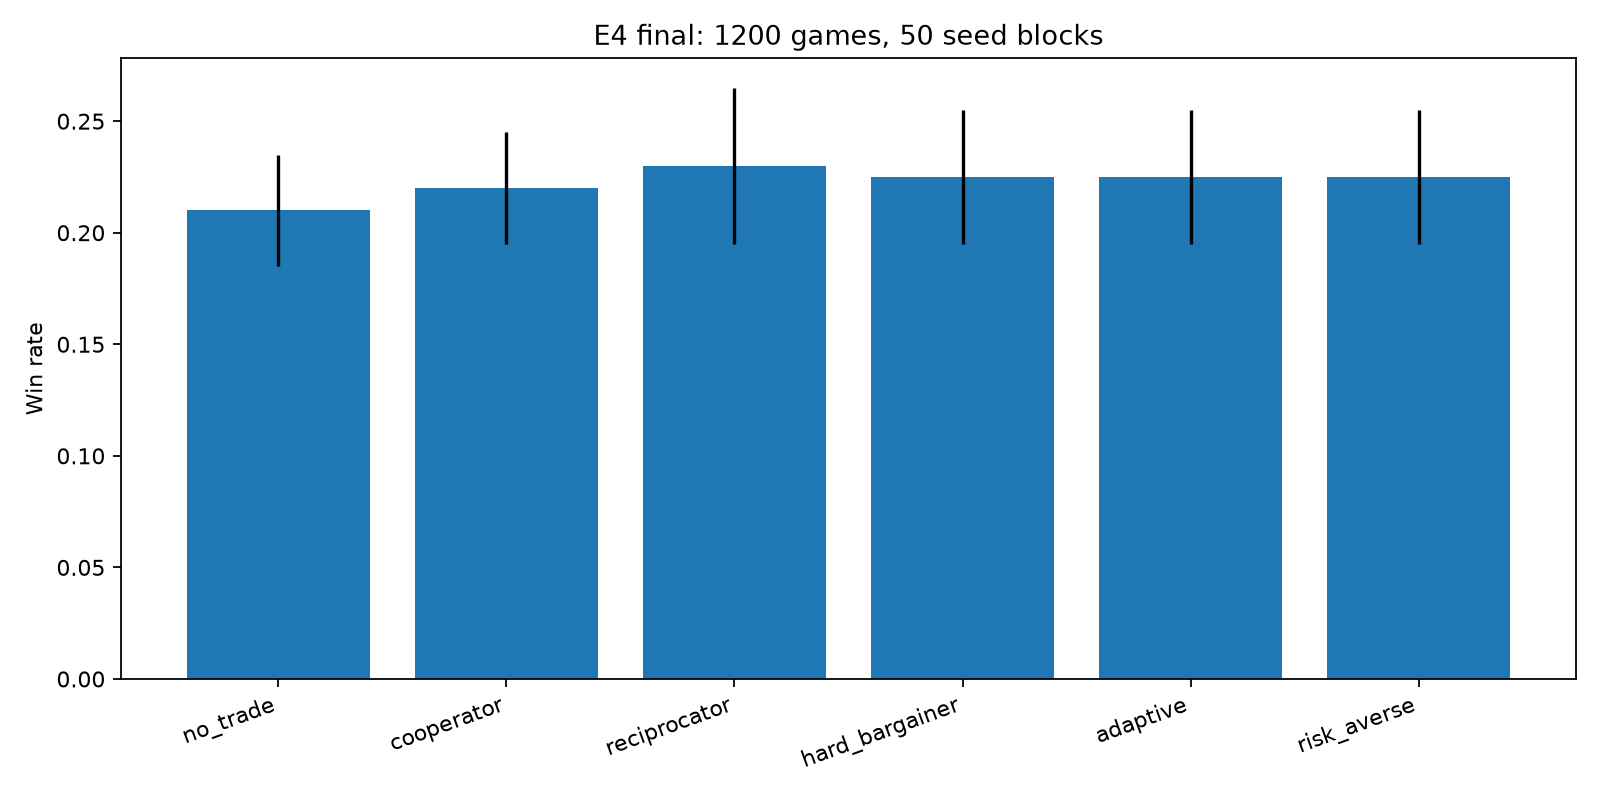 E4 final: 1200 games, 50 seed blocks
Win rate
0.25
0.20
0.15
0.10
0.05
0.00
no_trade
cooperator
reciprocator
hard_bargainer
adaptive
risk_averse